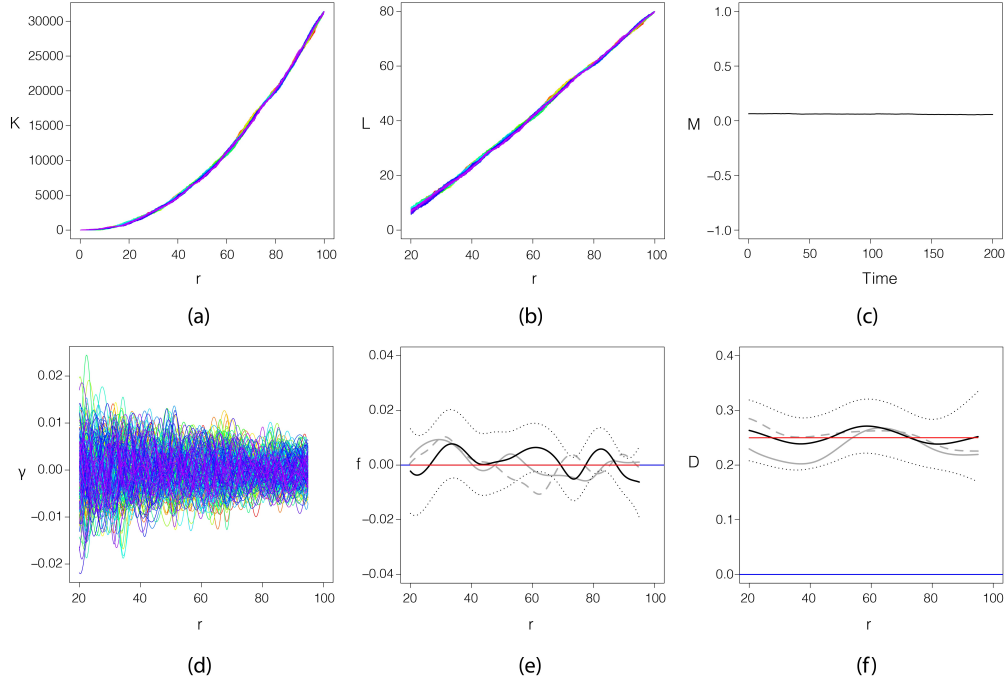 30000
25000
20000
15000
10000
5000
0
K
0 20 40 60 80 100
r
(a)
80
60
40
20
0
L
20 40 60 80 100
r
(b)
1.0
0.5
0.0
−0.5
−1.0
M
0 50 100 150 200
Time
(c)
0.02
0.01
0.00
−0.01
−0.02
γ
20 40 60 80 100
r
(d)
0.04
0.02
0.00
−0.02
−0.04
f
20 40 60 80 100
r
(e)
0.4
0.3
0.2
0.0
D
20 40 60 80 100
r
(f)